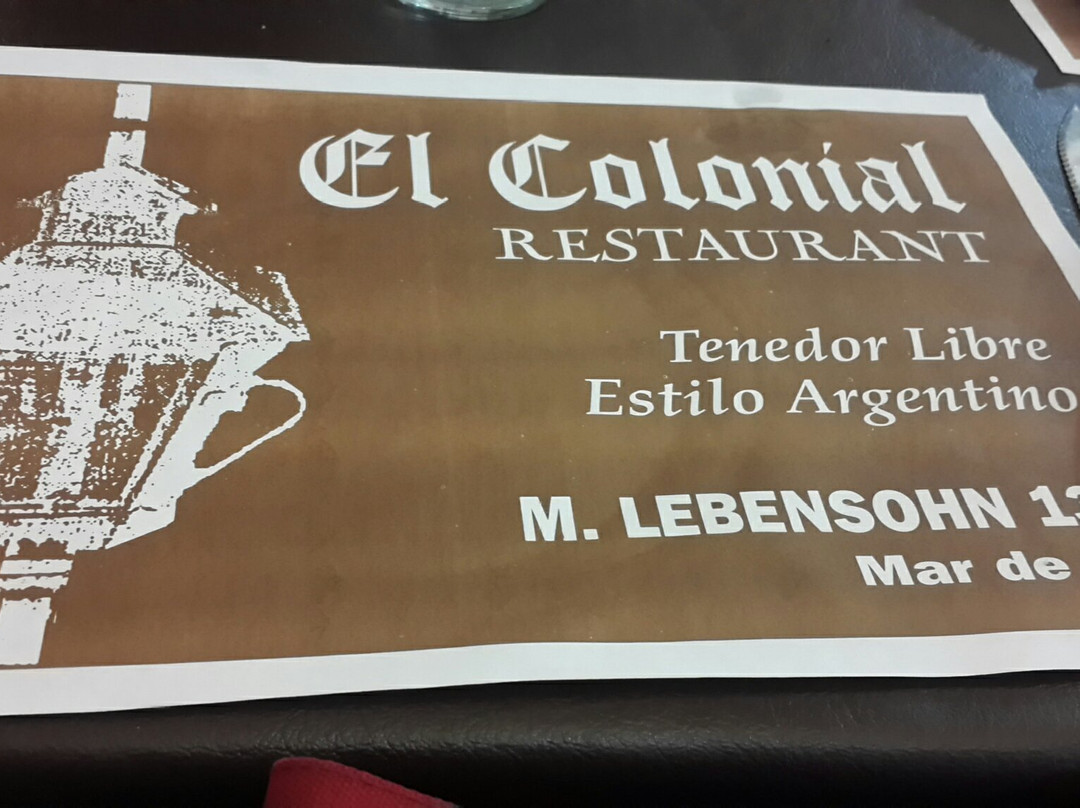 El Colonial
RESTAURANT
Tenedor Libre
Estilo Argentino
M. LEBENSOHN
Mar de